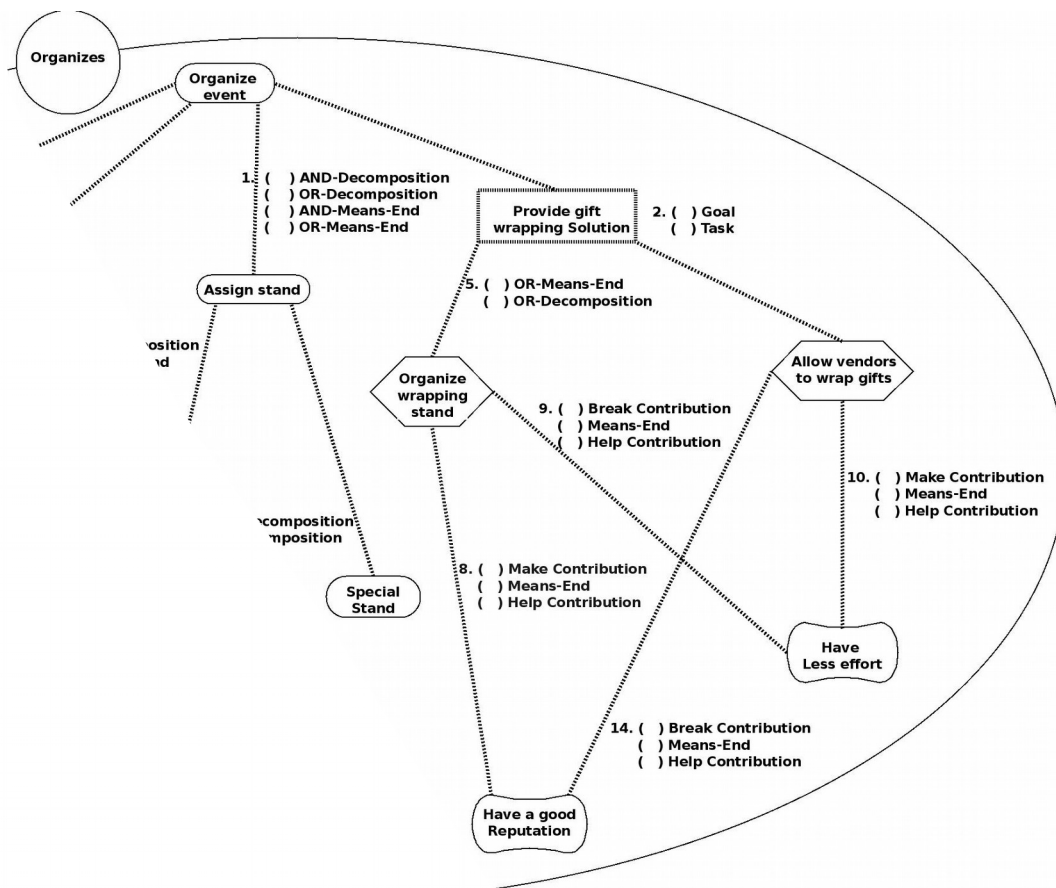 Organizes
Organize
event
1. (   ) AND-Decomposition
(   ) OR-Decomposition
(   ) AND-Means-End
(   ) OR-Means-End
Provide gift
wrapping Solution
2. (   ) Goal
(   ) Task
5. (   ) OR-Means-End
(   ) OR-Decomposition
Assign stand
osition
Allow vendors
to wrap gifts
Organize
wrapping
stand
9. (   ) Break Contribution
(   ) Means-End
(   ) Help Contribution
10. (   ) Make Contribution
(   ) Means-End
(   ) Help Contribution
composition
mposition
8. (   ) Make Contribution
(   ) Means-End
(   ) Help Contribution
Special
Stand
Have
Less effort
14. (   ) Break Contribution
(   ) Means-End
(   ) Help Contribution
Have a good
Reputation